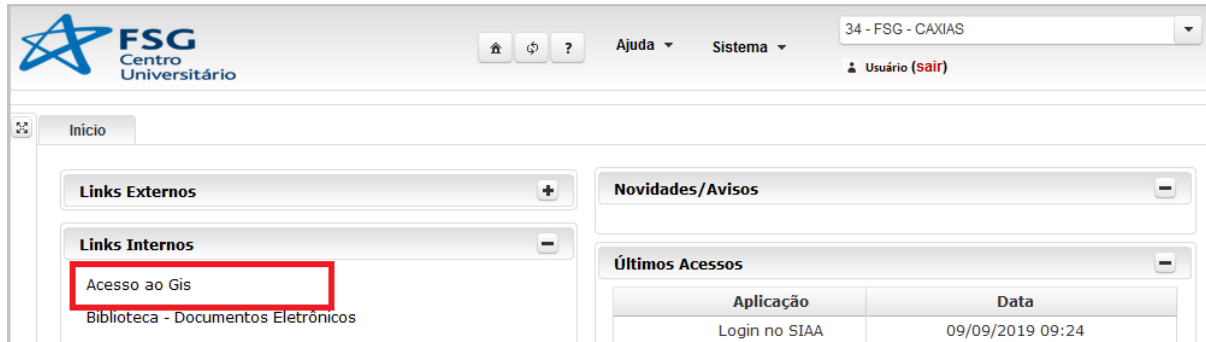 FSG
Centro
Universitário
?
Ajuda
Sistema
34 - FSG - CAXIAS
Usuário (sair)
Início
Links Externos
Links Internos
Acesso ao Gis
Biblioteca - Documentos Eletrônicos
Novidades/Avisos
Últimos Acessos
Aplicação Data
Login no SIAA 09/09/2019 09:24